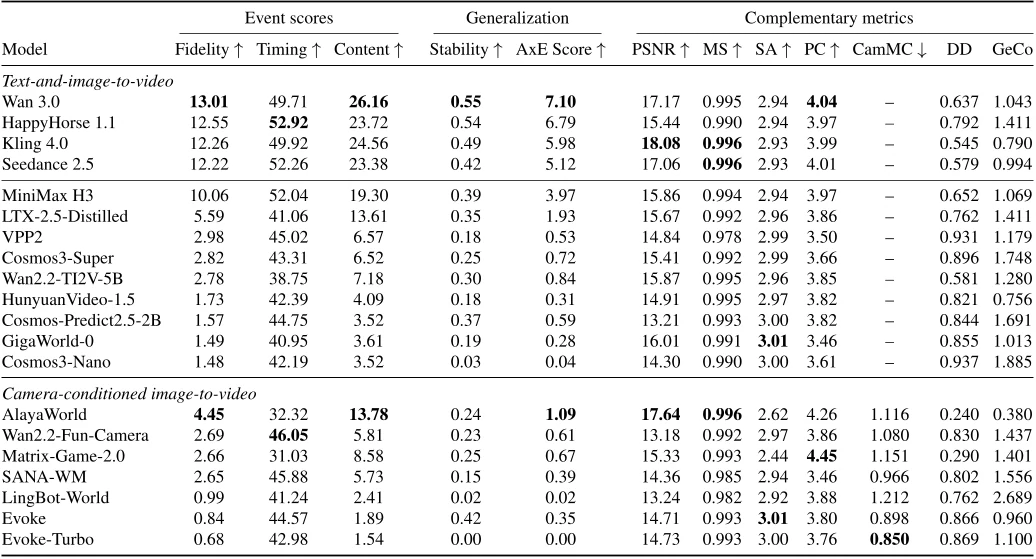 Event scores Generalization Complementary metrics
Model Fidelity ↑ Timing ↑ Content ↑ Stability ↑ AxE Score ↑ PSNR ↑ MS ↑ SA ↑ PC ↑ CamMC ↓ DD GeCo
Text-and-image-to-video
Wan 3.0 13.01 49.71 26.16 0.55 7.10 17.17 0.995 2.94 4.04 – 0.637 1.043
HappyHorse 1.1 12.55 52.92 23.72 0.54 6.79 15.44 0.990 2.94 3.97 – 0.792 1.411
Kling 4.0 12.26 49.92 24.56 0.49 5.98 18.08 0.996 2.93 3.99 – 0.545 0.790
Seedance 2.5 12.22 52.26 23.38 0.42 5.12 17.06 0.996 2.93 4.01 – 0.579 0.994
MiniMax H3 10.06 52.04 19.30 0.39 3.97 15.86 0.994 2.94 3.97 – 0.652 1.069
LTX-2.5-Distilled 5.59 41.06 13.61 0.35 1.93 15.67 0.992 2.96 3.86 – 0.762 1.411
VPP2 2.98 45.02 6.57 0.18 0.53 14.84 0.978 2.99 3.50 – 0.931 1.179
Cosmos3-Super 2.82 43.31 6.52 0.25 0.72 15.41 0.992 2.99 3.66 – 0.896 1.748
Wan2.2-TI2V-5B 2.78 38.75 7.18 0.30 0.84 15.87 0.995 2.96 3.85 – 0.581 1.280
HunyuanVideo-1.5 1.73 42.39 4.09 0.18 0.31 14.91 0.995 2.97 3.82 – 0.821 0.756
Cosmos-Predict2.5-2B 1.57 44.75 3.52 0.37 0.59 13.21 0.993 3.00 3.82 – 0.844 1.691
GigaWorld-0 1.49 40.95 3.61 0.19 0.28 16.01 0.991 3.01 3.46 – 0.855 1.013
Cosmos3-Nano 1.48 42.19 3.52 0.03 0.04 14.30 0.990 3.00 3.61 – 0.937 1.885
Camera-conditioned image-to-video
AlayaWorld 4.45 32.32 13.78 0.24 1.09 17.64 0.996 2.62 4.26 1.116 0.240 0.380
Wan2.2-Fun-Camera 2.69 46.05 5.81 0.23 0.61 13.18 0.992 2.97 3.86 1.080 0.830 1.437
Matrix-Game-2.0 2.66 31.03 8.58 0.25 0.67 15.33 0.993 2.44 4.45 1.151 0.290 1.401
SANA-WM 2.65 45.88 5.73 0.15 0.39 14.36 0.985 2.94 3.46 0.966 0.802 1.556
LingBot-World 0.99 41.24 2.41 0.02 0.02 13.24 0.982 2.92 3.88 1.212 0.762 2.689
Evoke 0.84 44.57 1.89 0.42 0.35 14.71 0.993 3.01 3.80 0.898 0.866 0.960
Evoke-Turbo 0.68 42.98 1.54 0.00 0.00 14.73 0.993 3.00 3.76 0.850 0.869 1.100